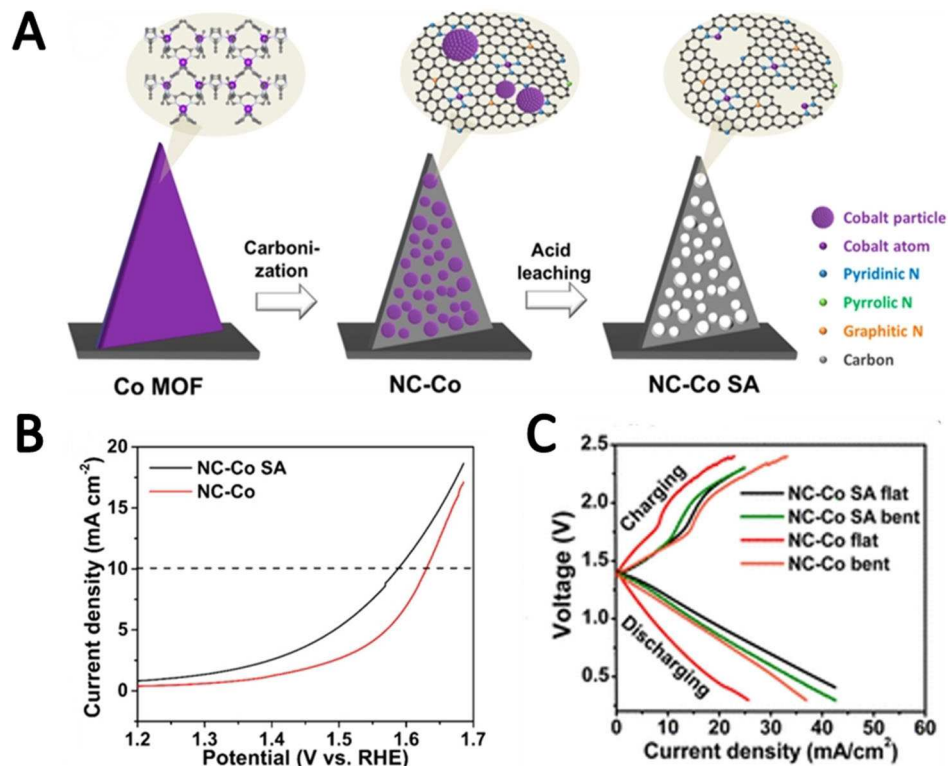 A
Carboni-
zation
Acid
leaching
Cobalt particle
Cobalt atom
Pyridinic N
Pyrrolic N
Graphitic N
Carbon
Co MOF
NC-Co
NC-Co SA
B
20
15
10
5
0
Current density (mA cm⁻²)
NC-Co SA
NC-Co
1.2
1.3
1.4
1.5
1.6
1.7
Potential (V vs. RHE)
C
2.5
2.0
1.5
1.0
0.5
Voltage (V)
Charging
NC-Co SA flat
NC-Co SA bent
NC-Co flat
NC-Co bent
Discharging
0
10
20
30
40
50
60
Current density (mA/cm²)